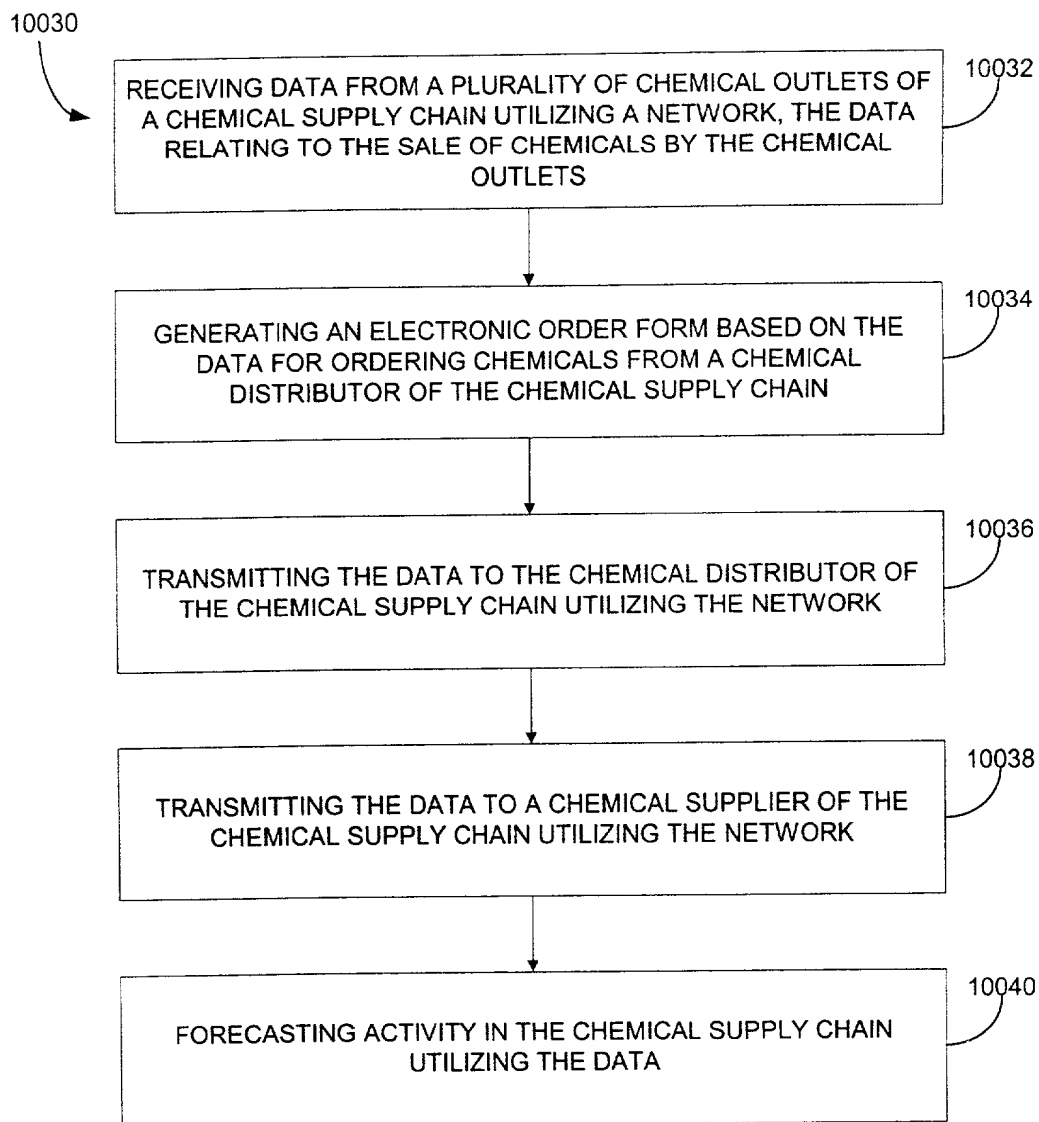 10030
RECEIVING DATA FROM A PLURALITY OF CHEMICAL OUTLETS OF
A CHEMICAL SUPPLY CHAIN UTILIZING A NETWORK, THE DATA
RELATING TO THE SALE OF CHEMICALS BY THE CHEMICAL
OUTLETS
10032
GENERATING AN ELECTRONIC ORDER FORM BASED ON THE
DATA FOR ORDERING CHEMICALS FROM A CHEMICAL
DISTRIBUTOR OF THE CHEMICAL SUPPLY CHAIN
10034
TRANSMITTING THE DATA TO THE CHEMICAL DISTRIBUTOR OF
THE CHEMICAL SUPPLY CHAIN UTILIZING THE NETWORK
10036
TRANSMITTING THE DATA TO A CHEMICAL SUPPLIER OF THE
CHEMICAL SUPPLY CHAIN UTILIZING THE NETWORK
10038
FORECASTING ACTIVITY IN THE CHEMICAL SUPPLY CHAIN
UTILIZING THE DATA
10040